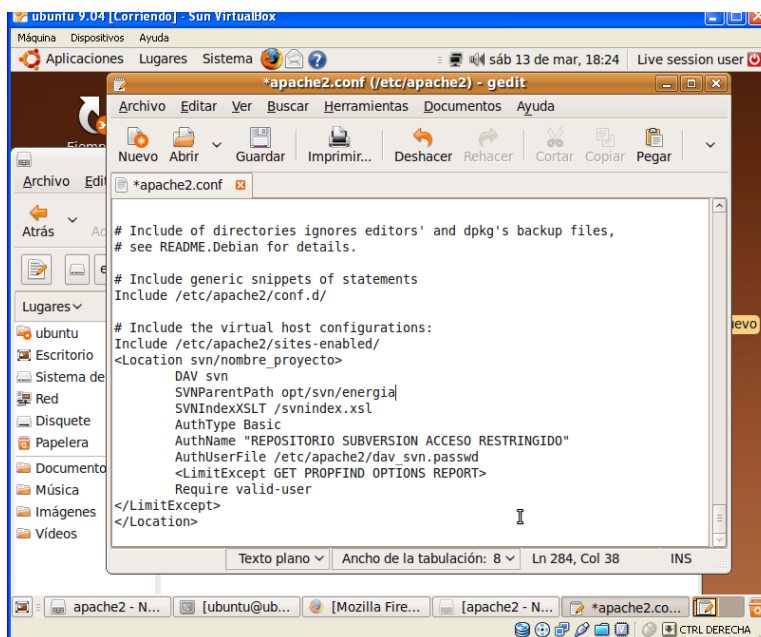 ubuntu 9.04 [Corriendo] - Sun VirtualBox
Máquina Dispositivos Ayuda
Aplicaciones Lugares Sistema sáb 13 de mar, 18:24 Live session user
*apache2.conf (/etc/apache2) - gedit
Archivo Editar Ver Buscar Herramientas Documentos Ayuda
Nuevo Abrir Guardar Imprimir... Deshacer Rehacer Cortar Copiar Pegar
Archivo Edi
*apache2.conf
Atrás
Lugares
ubuntu
Escritorio
Sistema de
Red
Disquete
Papelera
Documento
Música
Imágenes
Vídeos
# Include of directories ignores editors' and dpkg's backup files,
# see README.Debian for details.
# Include generic snippets of statements
Include /etc/apache2/conf.d/
# Include the virtual host configurations:
Include /etc/apache2/sites-enabled/
<Location svn/nombre_proyecto>
DAV svn
SVNParentPath opt/svn/energia
SVNIndexXSLT /svnindex.xsl
AuthType Basic
AuthName "REPOSITORIO SUBVERSION ACCESO RESTRINGIDO"
AuthUserFile /etc/apache2/dav_svn.passwd
<LimitExcept GET PROPFIND OPTIONS REPORT>
Require valid-user
</LimitExcept>
</Location>
Texto plano Ancho de la tabulación: 8 Ln 284, Col 38 INS
apache2 - N... [ubuntu@ub... [Mozilla Fire... [apache2 - N... *apache2.co...
CTRL DERECHA